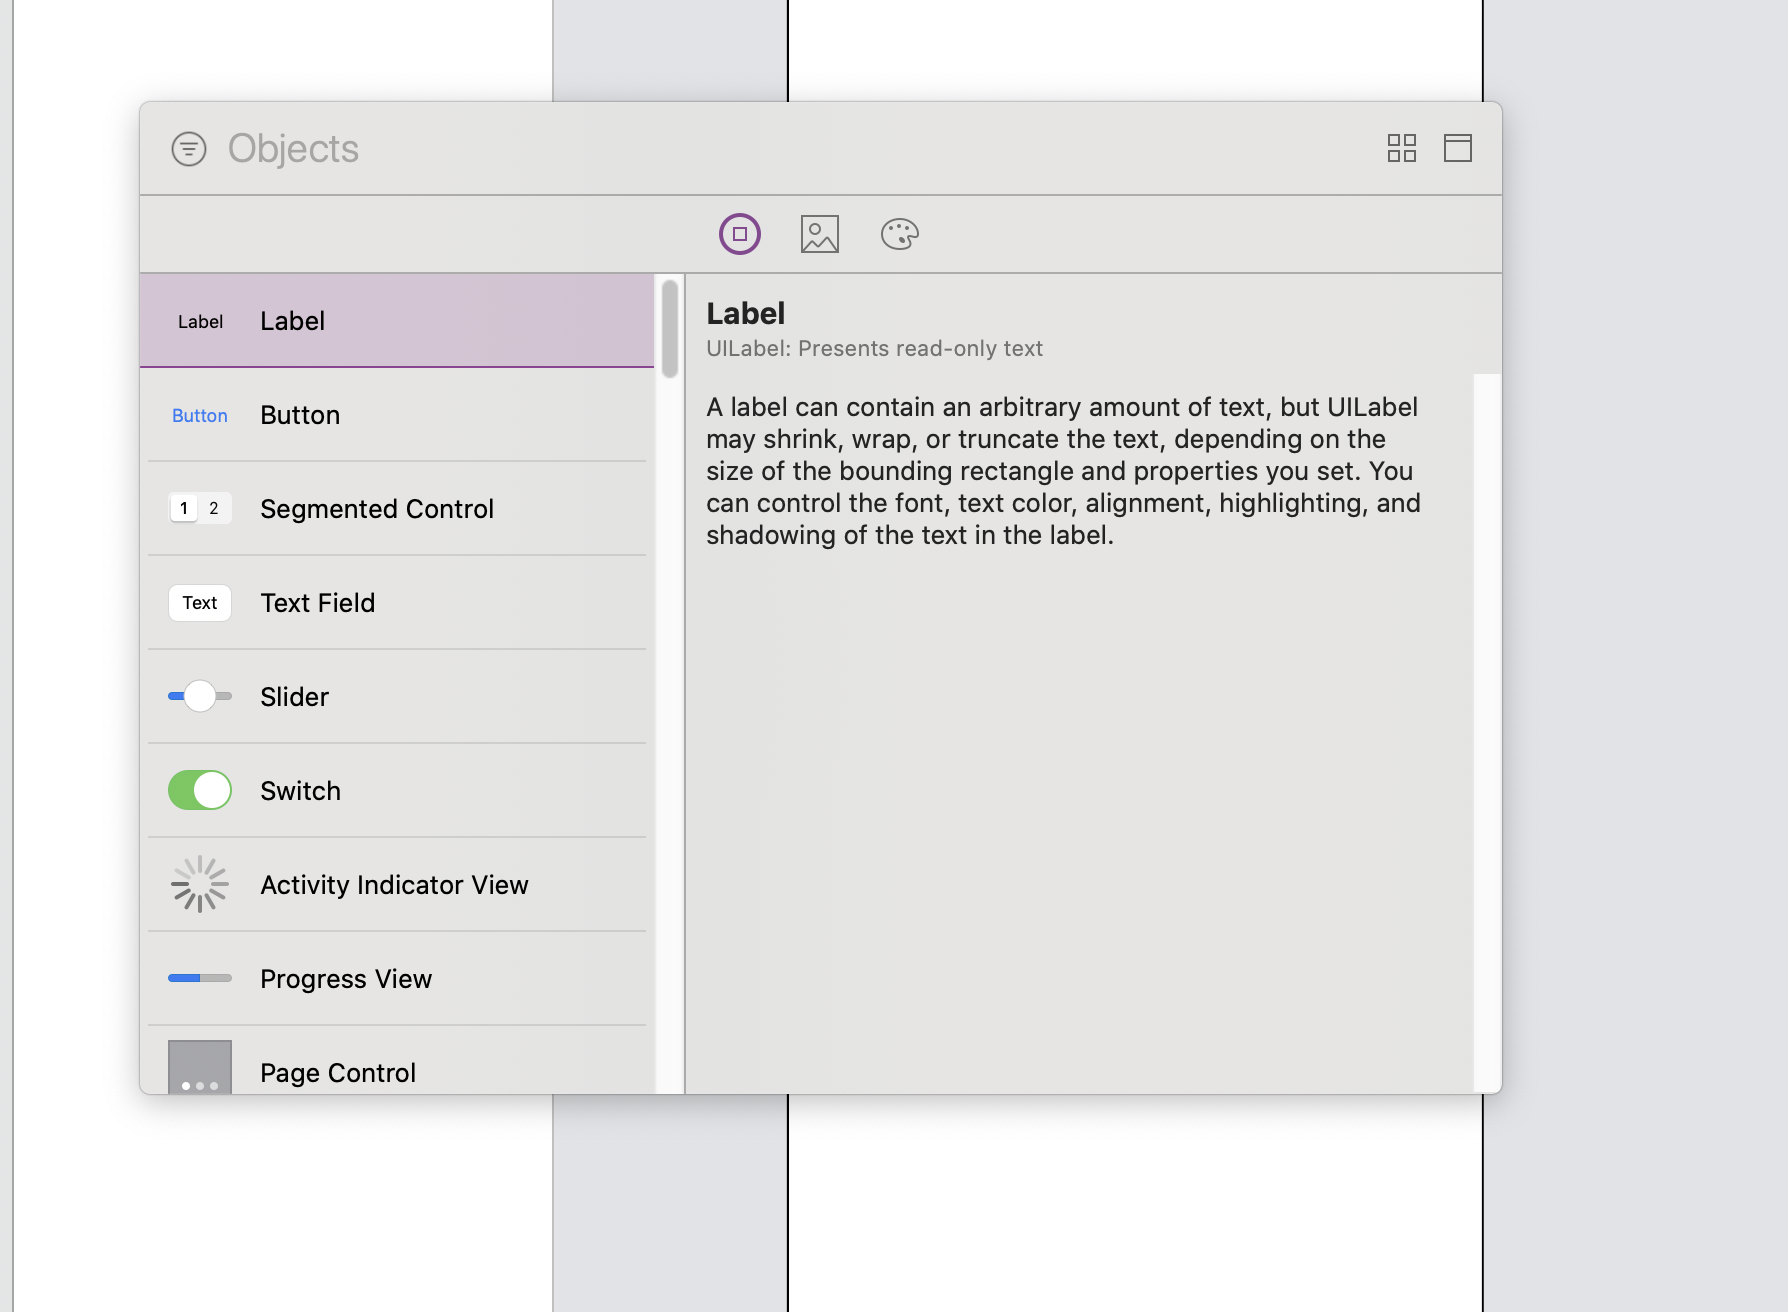 Objects
Label Label
Button Button
1 2 Segmented Control
Text Text Field
Slider
Switch
Activity Indicator View
Progress View
Page Control
Label
UILabel: Presents read-only text
A label can contain an arbitrary amount of text, but UILabel
may shrink, wrap, or truncate the text, depending on the
size of the bounding rectangle and properties you set. You
can control the font, text color, alignment, highlighting, and
shadowing of the text in the label.